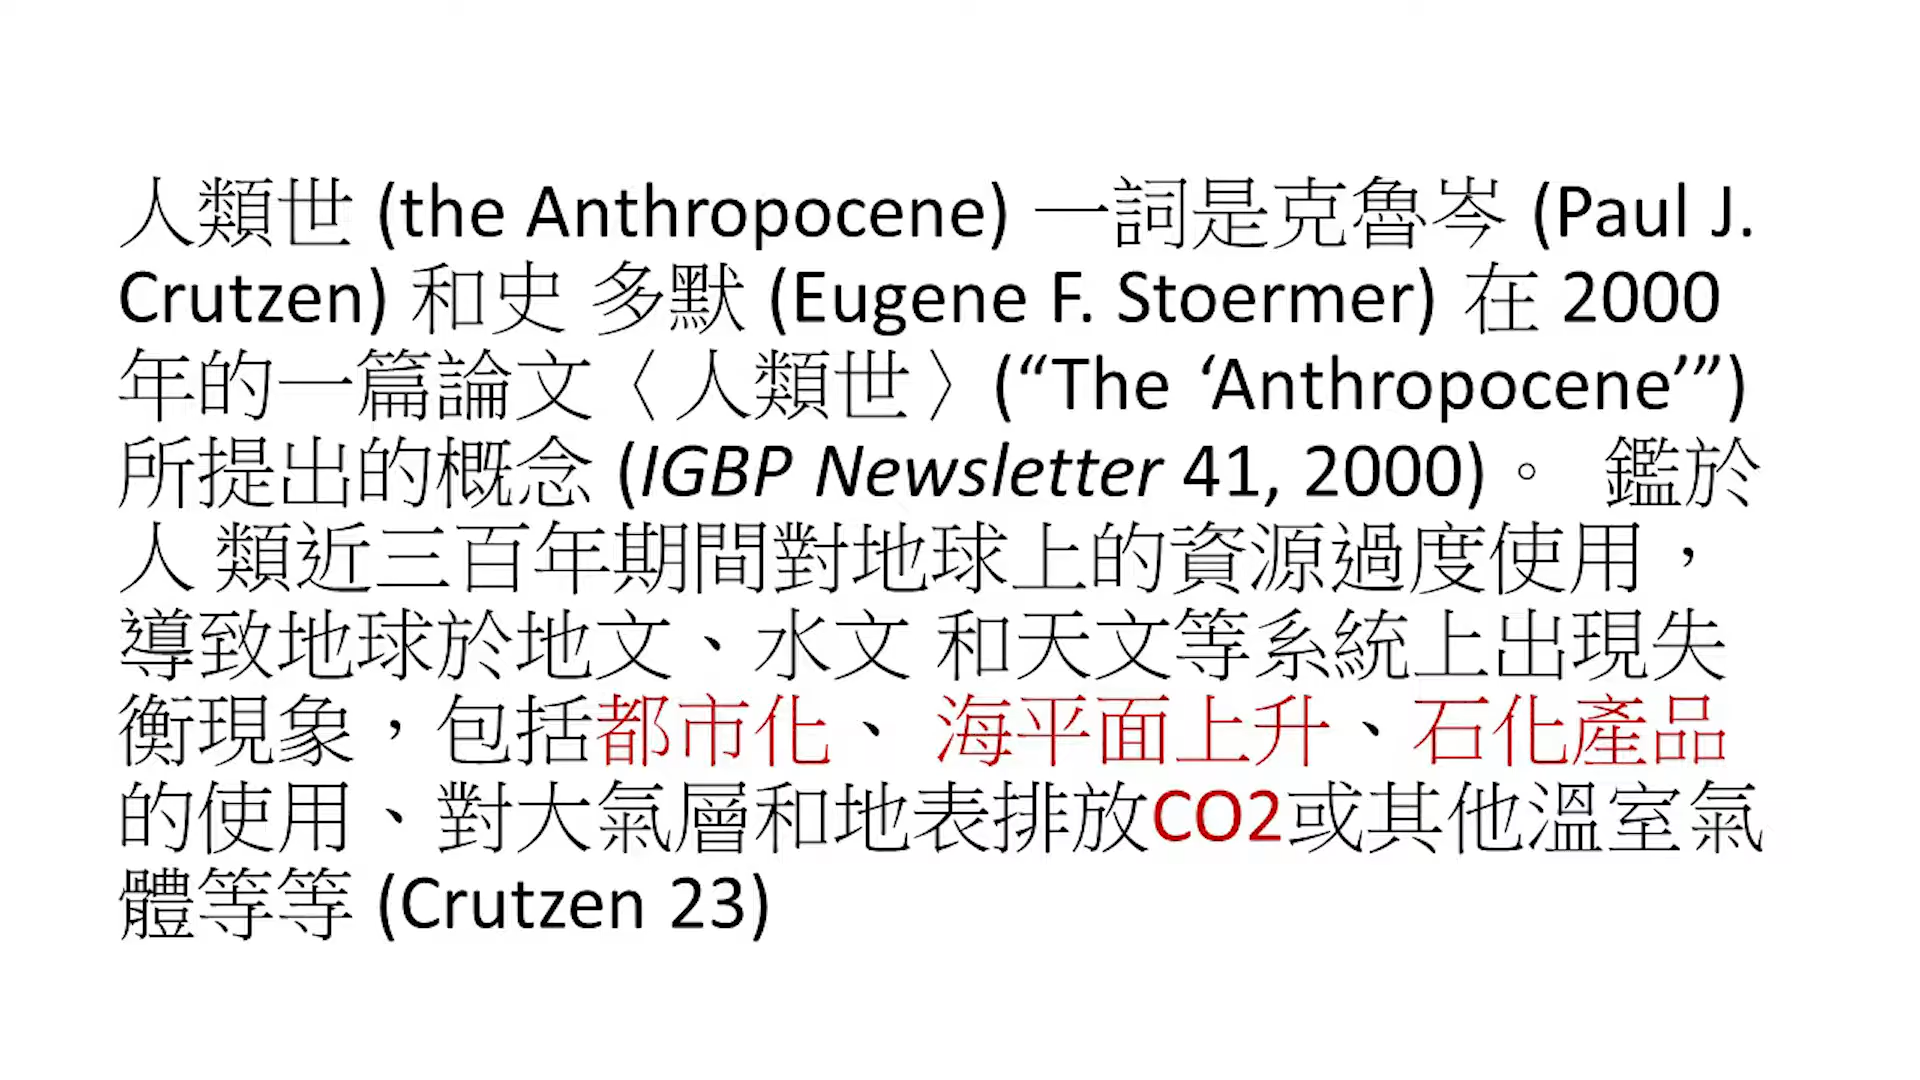 人類世 (the Anthropocene) 一詞是克魯岑 (Paul J.
Crutzen) 和史 多默 (Eugene F. Stoermer) 在 2000
年的一篇論文〈人類世〉(“The ‘Anthropocene’”)
所提出的概念 (IGBP Newsletter 41, 2000)。 鑑於
人 類近三百年期間對地球上的資源過度使用，
導致地球於地文、水文 和天文等系統上出現失
衡現象，包括都市化、 海平面上升、石化產品
的使用、對大氣層和地表排放CO2或其他溫室氣
體等等 (Crutzen 23)